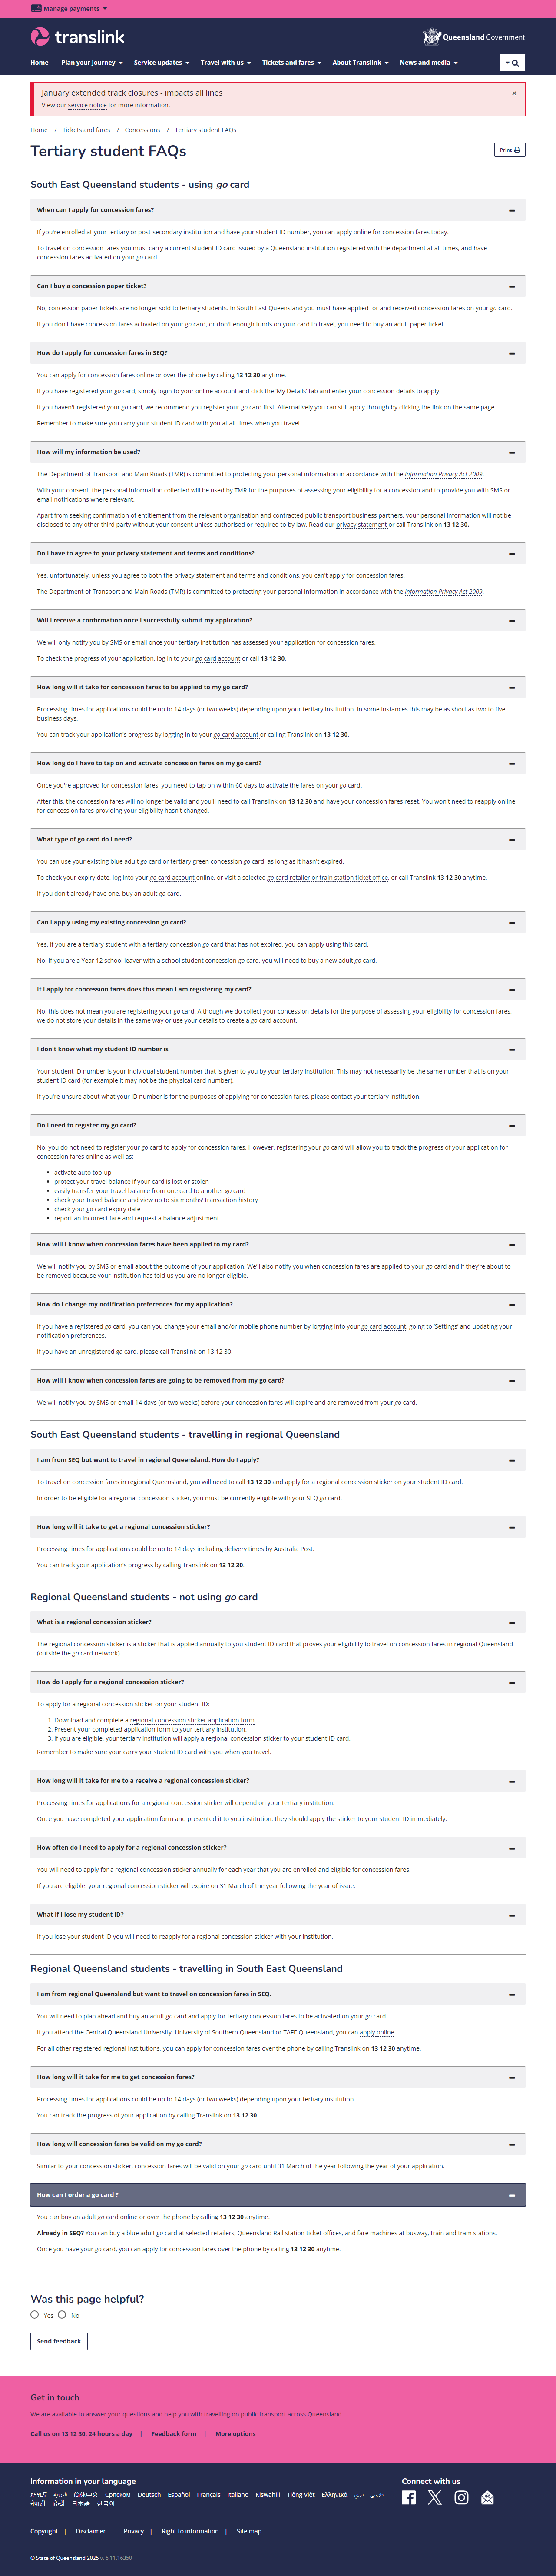 Manage payments
translink
Queensland Government
Home Plan your journey Service updates Travel with us Tickets and fares About Translink News and media
January extended track closures - impacts all lines
×
View our service notice for more information.
Home / Tickets and fares / Concessions / Tertiary student FAQs
Tertiary student FAQs
Print
South East Queensland students - using go card
When can I apply for concession fares?
If you're enrolled at your tertiary or post-secondary institution and have your student ID number, you can apply online for concession fares today.
To travel on concession fares you must carry a current student ID card issued by a Queensland institution registered with the department at all times, and have
concession fares activated on your go card.
Can I buy a concession paper ticket?
No, concession paper tickets are no longer sold to tertiary students. In South East Queensland you must have applied for and received concession fares on your go card.
If you don't have concession fares activated on your go card, or don't enough funds on your card to travel, you need to buy an adult paper ticket.
How do I apply for concession fares in SEQ?
You can apply for concession fares online or over the phone by calling 13 12 30 anytime.
If you have registered your go card, simply login to your online account and click the 'My Details' tab and enter your concession details to apply.
If you haven't registered your go card, we recommend you register your go card first. Alternatively you can still apply through by clicking the link on the same page.
Remember to make sure you carry your student ID card with you at all times when you travel.
How will my information be used?
The Department of Transport and Main Roads (TMR) is committed to protecting your personal information in accordance with the Information Privacy Act 2009.
With your consent, the personal information collected will be used by TMR for the purposes of assessing your eligibility for a concession and to provide you with SMS or
email notifications where relevant.
Apart from seeking confirmation of entitlement from the relevant organisation and contracted public transport business partners, your personal information will not be
disclosed to any other third party without your consent unless authorised or required to by law. Read our privacy statement or call Translink on 13 12 30.
Do I have to agree to your privacy statement and terms and conditions?
Yes, unfortunately, unless you agree to both the privacy statement and terms and conditions, you can't apply for concession fares.
The Department of Transport and Main Roads (TMR) is committed to protecting your personal information in accordance with the Information Privacy Act 2009.
Will I receive a confirmation once I successfully submit my application?
We will only notify you by SMS or email once your tertiary institution has assessed your application for concession fares.
To check the progress of your application, log in to your go card account or call 13 12 30.
How long will it take for concession fares to be applied to my go card?
Processing times for applications could be up to 14 days (or two weeks) depending upon your tertiary institution. In some instances this may be as short as two to five
business days.
You can track your application's progress by logging in to your go card account or calling Translink on 13 12 30.
How long do I have to tap on and activate concession fares on my go card?
Once you're approved for concession fares, you need to tap on within 60 days to activate the fares on your go card.
After this, the concession fares will no longer be valid and you'll need to call Translink on 13 12 30 and have your concession fares reset. You won't need to reapply online
for concession fares providing your eligibility hasn't changed.
What type of go card do I need?
You can use your existing blue adult go card or tertiary green concession go card, as long as it hasn't expired.
To check your expiry date, log into your go card account online, or visit a selected go card retailer or train station ticket office, or call Translink 13 12 30 anytime.
If you don't already have one, buy an adult go card.
Can I apply using my existing concession go card?
Yes, if you are a tertiary student with a tertiary concession go card that has not expired, you can apply using this card.
No, if you are a Year 12 school leaver with a school student concession go card, you will need to buy a new adult go card.
If I apply for concession fares does this mean I am registering my card?
No, this does not mean you are registering your go card. Although we do collect your concession details for the purpose of assessing your eligibility for concession fares,
we do not store your details in the same way or use your details to create a go card account.
I don't know what my student ID number is
Your student ID number is your individual student number that is given to you by your tertiary institution. This may not necessarily be the same number that is on your
student ID card (for example it may not be the physical card number).
If you're unsure about what your ID number is for the purposes of applying for concession fares, please contact your tertiary institution.
Do I need to register my go card?
No, you do not need to register your go card to apply for concession fares. However, registering your go card will allow you to track the progress of your application for
concession fares online as well as:
• activate auto top-up
• protect your travel balance if your card is lost or stolen
• easily transfer your travel balance from one card to another go card
• check your travel balance and view up to six months' transaction history
• check your go card expiry date
• report an incorrect fare and request a balance adjustment.
How will I know when concession fares have been applied to my card?
We will notify you by SMS or email about the outcome of your application. We'll also notify you when concession fares are applied to your go card and if they're about to
be removed because your institution has told us you are no longer eligible.
How do I change my notification preferences for my application?
If you have a registered go card, you can you change your email and/or mobile phone number by logging into your go card account, going to 'Settings' and updating your
notification preferences.
If you have an unregistered go card, please call Translink on 13 12 30.
How will I know when concession fares are going to be removed from my go card?
We will notify you by SMS or email 14 days (or two weeks) before your concession fares will expire and are removed from your go card.
South East Queensland students - travelling in regional Queensland
I am from SEQ but want to travel in regional Queensland. How do I apply?
To travel on concession fares in regional Queensland, you will need to call 13 12 30 and apply for a regional concession sticker on your student ID card.
In order to be eligible for a regional concession sticker, you must be currently eligible with your SEQ go card.
How long will it take to get a regional concession sticker?
Processing times for applications could be up to 14 days including delivery times by Australia Post.
You can track your application's progress by calling Translink on 13 12 30.
Regional Queensland students - not using go card
What is a regional concession sticker?
The regional concession sticker is a sticker that is applied annually to you student ID card that proves your eligibility to travel on concession fares in regional Queensland
(outside the go card network).
How do I apply for a regional concession sticker?
To apply for a regional concession sticker on your student ID:
1. Download and complete a regional concession sticker application form.
2. Present your completed application form to your tertiary institution.
3. If you are eligible, your tertiary institution will apply a regional concession sticker to your student ID card.
Remember to make sure your carry your student ID card with you when you travel.
How long will it take for me to a receive a regional concession sticker?
Processing times for applications for a regional concession sticker will depend on your tertiary institution.
Once you have completed your application form and presented it to you institution, they should apply the sticker to your student ID immediately.
How often do I need to apply for a regional concession sticker?
You will need to apply for a regional concession sticker annually for each year that you are enrolled and eligible for concession fares.
If you are eligible, your regional concession sticker will expire on 31 March of the year following the year of issue.
What if I lose my student ID?
If you lose your student ID you will need to reapply for a regional concession sticker with your institution.
Regional Queensland students - travelling in South East Queensland
I am from regional Queensland but want to travel on concession fares in SEQ.
You will need to plan ahead and buy an adult go card and apply for tertiary concession fares to be activated on your go card.
If you attend the Central Queensland University, University of Southern Queensland or TAFE Queensland, you can apply online.
For all other registered regional institutions, you can apply for concession fares over the phone by calling Translink on 13 12 30 anytime.
How long will it take for me to get concession fares?
Processing times for applications could be up to 14 days (or two weeks) depending upon your tertiary institution.
You can track the progress of your application by calling Translink on 13 12 30.
How long will concession fares be valid on my go card?
Similar to your concession sticker, concession fares will be valid on your go card until 31 March of the year following the year of your application.
How can I order a go card ?
You can buy an adult go card online or over the phone by calling 13 12 30 anytime.
Already in SEQ? You can buy a blue adult go card at selected retailers, Queensland Rail station ticket offices, and fare machines at busway, train and tram stations.
Once you have your go card, you can apply for concession fares over the phone by calling 13 12 30 anytime.
Was this page helpful?
Yes No
Send feedback
Get in touch
We are available to answer your questions and help you with travelling on public transport across Queensland.
Call us on 13 12 30, 24 hours a day | Feedback form | More options
Information in your language
Connect with us
አማርኛ العربية 简体中文 Српском Deutsch Español Français Italiano Kiswahili Tiếng Việt Ελληνικά دری فارسی
नेपाली हिन्दी 日本語 한국어
Copyright | Disclaimer | Privacy | Right to information | Site map
© State of Queensland 2025 v. 6.11.16350